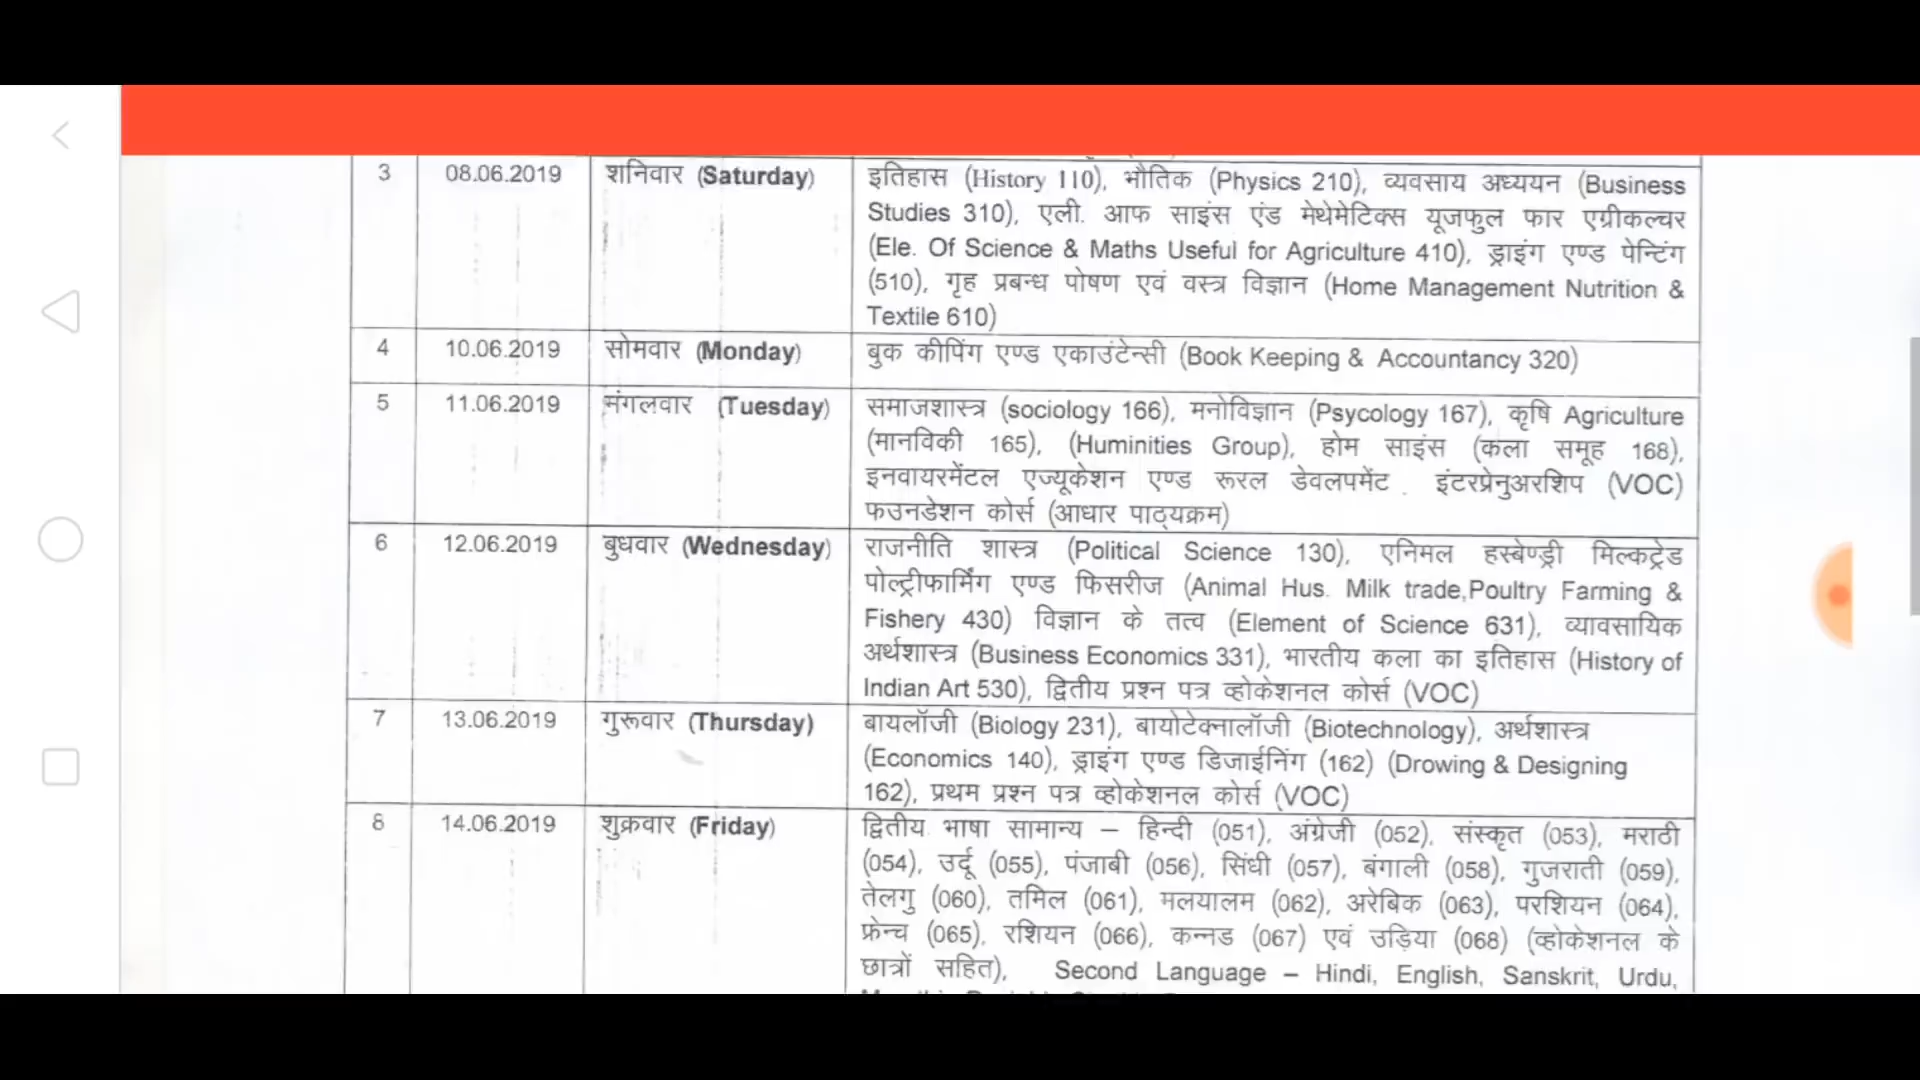 3 08.06.2019 शनिवार (Saturday) इतिहास (History 110), भौतिक (Physics 210), व्यवसाय अध्ययन (Business
Studies 310), एली. आफ साइंस एंड मेथेमेटिक्स यूजफुल फार एग्रीकल्चर
(Ele. Of Science & Maths Useful for Agriculture 410), ड्राइंग एण्ड पेन्टिंग
(510), गृह प्रबन्ध पोषण एवं वस्त्र विज्ञान (Home Management Nutrition &
Textile 610)
4 10.06.2019 सोमवार (Monday) बुक कीपिंग एण्ड एकाउंटेन्सी (Book Keeping & Accountancy 320)
5 11.06.2019 मंगलवार (Tuesday) समाजशास्त्र (sociology 166), मनोविज्ञान (Psycology 167), कृषि Agriculture
(मानविकी 165), (Huminities Group), होम साइंस (कला समूह 168),
इनवायरमेंटल एज्यूकेशन एण्ड रूरल डेवलपमेंट . इंटरप्रेनुअरशिप (VOC)
फउनडेशन कोर्स (आधार पाठ्यक्रम)
6 12.06.2019 बुधवार (Wednesday) राजनीति शास्त्र (Political Science 130), एनिमल हस्बेण्ड्री मिल्कट्रेड
पोल्ट्रीफार्मिंग एण्ड फिसरीज (Animal Hus. Milk trade,Poultry Farming &
Fishery 430) विज्ञान के तत्व (Element of Science 631), व्यावसायिक
अर्थशास्त्र (Business Economics 331), भारतीय कला का इतिहास (History of
Indian Art 530), द्वितीय प्रश्न पत्र व्होकेशनल कोर्स (VOC)
7 13.06.2019 गुरूवार (Thursday) बायलॉजी (Biology 231), बायोटेक्नालॉजी (Biotechnology), अर्थशास्त्र
(Economics 140), ड्राइंग एण्ड डिजाईनिंग (162) (Drowing & Designing
162), प्रथम प्रश्न पत्र व्होकेशनल कोर्स (VOC)
8 14.06.2019 शुक्रवार (Friday) द्वितीय भाषा सामान्य – हिन्दी (051), अंग्रेजी (052), संस्कृत (053), मराठी
(054), उर्दू (055), पंजाबी (056), सिंधी (057), बंगाली (058), गुजराती (059),
तेलगु (060), तमिल (061), मलयालम (062), अरेबिक (063), परशियन (064),
फ्रेन्च (065), रशियन (066), कन्नड (067) एवं उड़िया (068) (व्होकेशनल के
छात्रों सहित), Second Language – Hindi, English, Sanskrit, Urdu,